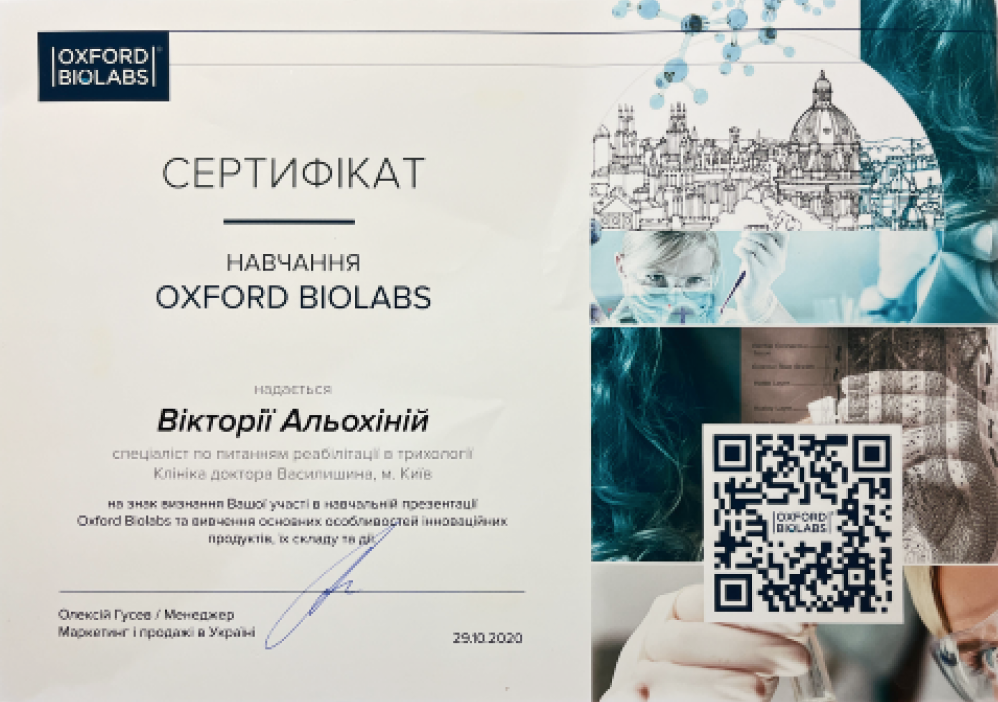 OXFORD
BIOLABS
СЕРТИФІКАТ
НАВЧАННЯ
OXFORD BIOLABS
надається
Вікторії Альохіній
спеціаліст по питанням реабілітації в трихології
Клініка доктора Василишина, м. Київ
на знак визнання Вашої участі в навчальній презентації
Oxford Biolabs та вивчення основних особливостей інноваційних
продуктів, їх складу та дії.
Олексій Гусев / Менеджер
Маркетинг і продажі в Україні
29.10.2020
OXFORD
BIOLABS